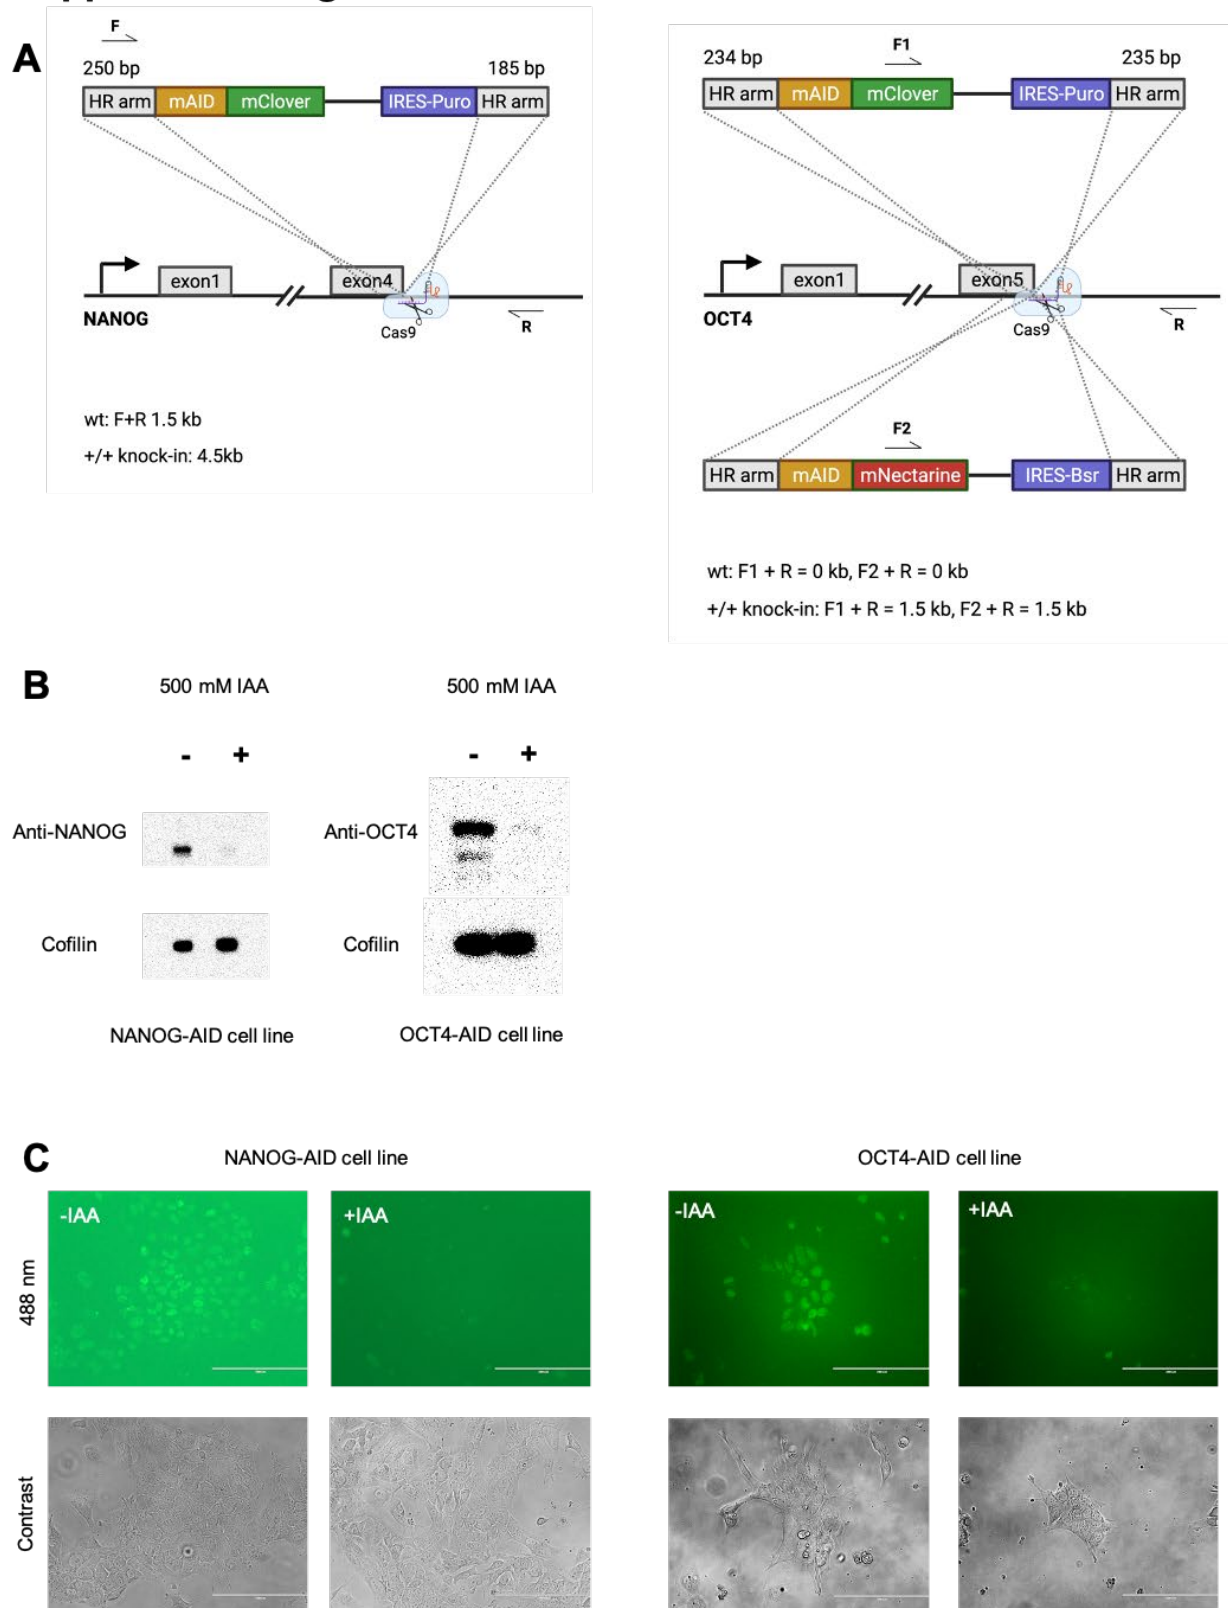 A
F
250 bp
185 bp
HR arm mAID mClover IRES-Puro HR arm
exon1
exon4
NANOG
Cas9
R
wt: F+R 1.5 kb
+/+ knock-in: 4.5kb
F1
234 bp
235 bp
HR arm mAID mClover IRES-Puro HR arm
exon1
exon5
OCT4
Cas9
R
F2
HR arm mAID mNectarine IRES-Bsr HR arm
wt: F1 + R = 0 kb, F2 + R = 0 kb
+/+ knock-in: F1 + R = 1.5 kb, F2 + R = 1.5 kb
B
500 mM IAA
- +
Anti-NANOG
Cofilin
NANOG-AID cell line
500 mM IAA
- +
Anti-OCT4
Cofilin
OCT4-AID cell line
C
NANOG-AID cell line
OCT4-AID cell line
488 nm
-IAA
+IAA
-IAA
+IAA
Contrast